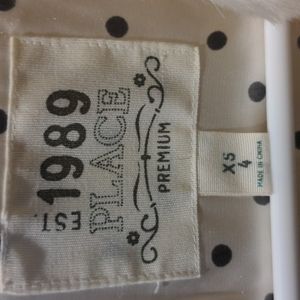 EST. 1989
PLACE
PREMIUM
XS
4
MADE IN CHINA